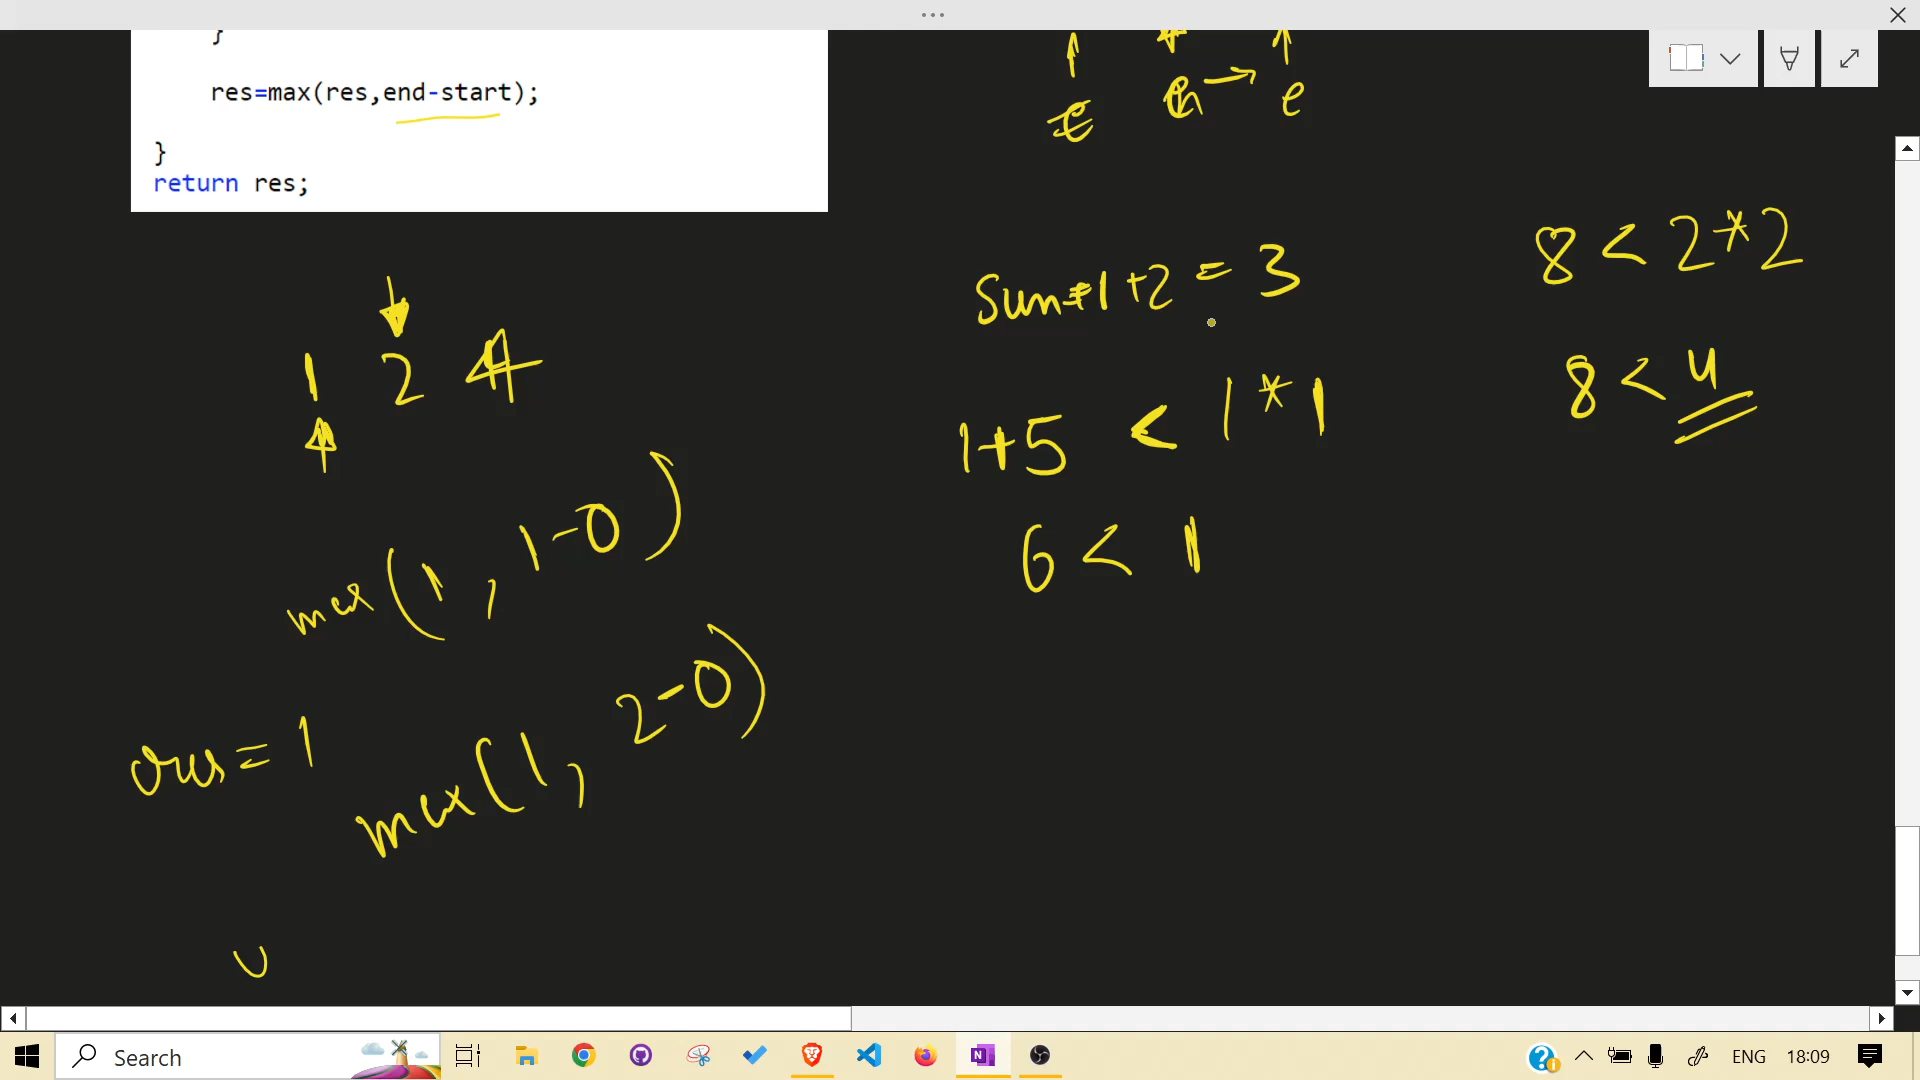 }
res=max(res,end-start);
}
return res;
e → e
Sum=1+2 = 3
8 < 2*2
1 2 4
8 < 4
1+5 < 1*1
max(1, 1-0)
6 < 1
max(1, 2-0)
res = 1
Search
ENG 18:09